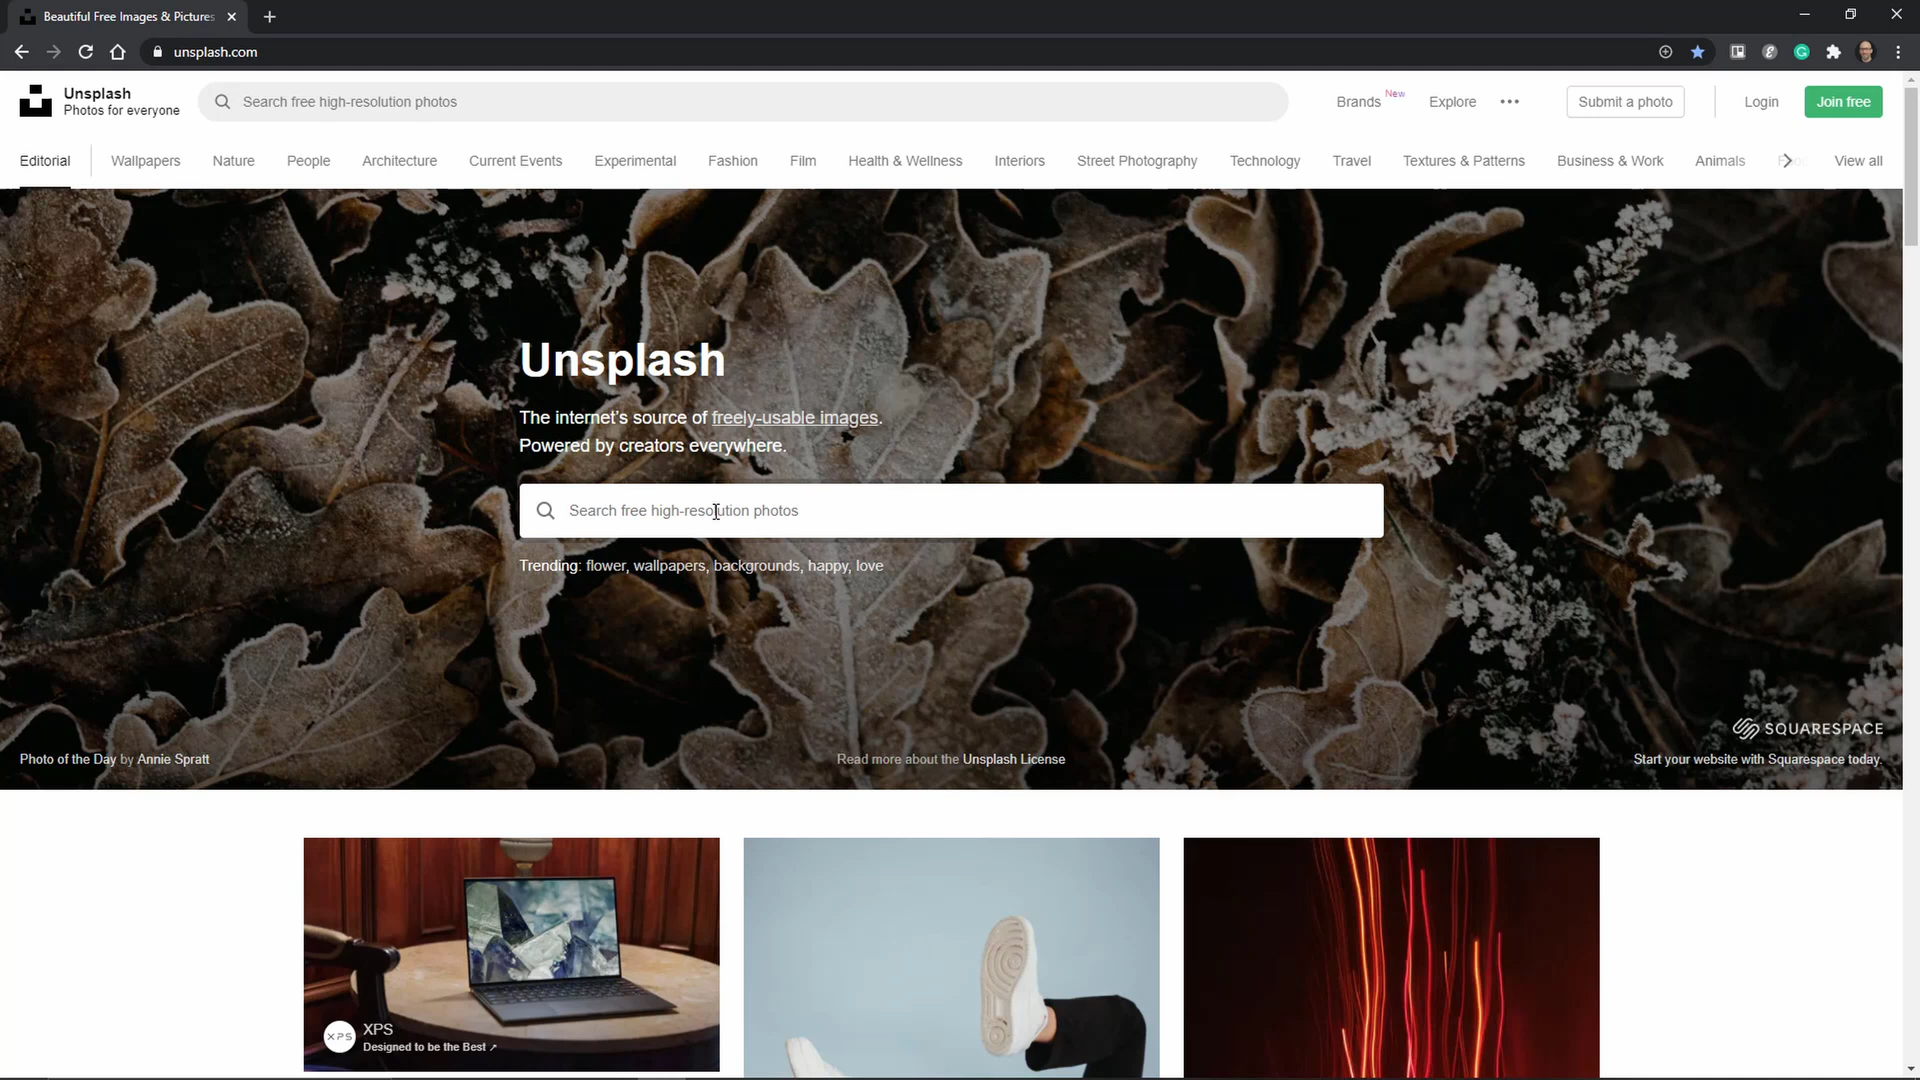 Beautiful Free Images & Pictures
unsplash.com
Unsplash
Photos for everyone
Search free high-resolution photos
Brands New
Explore
Submit a photo
Login
Join free
Editorial
Wallpapers
Nature
People
Architecture
Current Events
Experimental
Fashion
Film
Health & Wellness
Interiors
Street Photography
Technology
Travel
Textures & Patterns
Business & Work
Animals
View all
Unsplash
The internet's source of freely-usable images.
Powered by creators everywhere.
Search free high-resolution photos
Trending: flower, wallpapers, backgrounds, happy, love
SQUARESPACE
Photo of the Day by Annie Spratt
Read more about the Unsplash License
Start your website with Squarespace today.
XPS
XPS
Designed to be the Best ↗